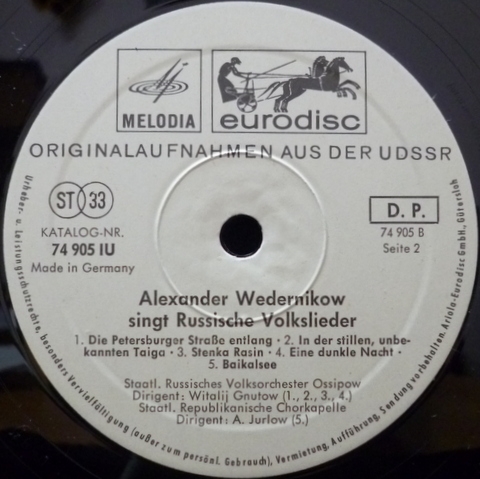 MELODIA
eurodisc
ORIGINALAUFNAHMEN AUS DER UDSSR
ST 33
D. P.
KATALOG-NR.
74 905 IU
Made in Germany
74 905 B
Seite 2
Alexander Wedernikow
singt Russische Volkslieder
1. Die Petersburger Straße entlang · 2. In der stillen, unbe-
kannten Taiga · 3. Stenka Rasin · 4. Eine dunkle Nacht ·
5. Baikalsee
Staatl. Russisches Volksorchester Ossipow
Dirigent: Witalij Gnutow (1., 2., 3., 4.)
Staatl. Republikanische Chorkapelle
Dirigent: A. Jurlow (5.)
Urheber- u. Leistungsschutzrechte, insbesondere Vervielfältigung (außer zum persönl. Gebrauch), Vermietung, Aufführung, Sendung vorbehalten. Ariola-Eurodisc GmbH., Gütersloh